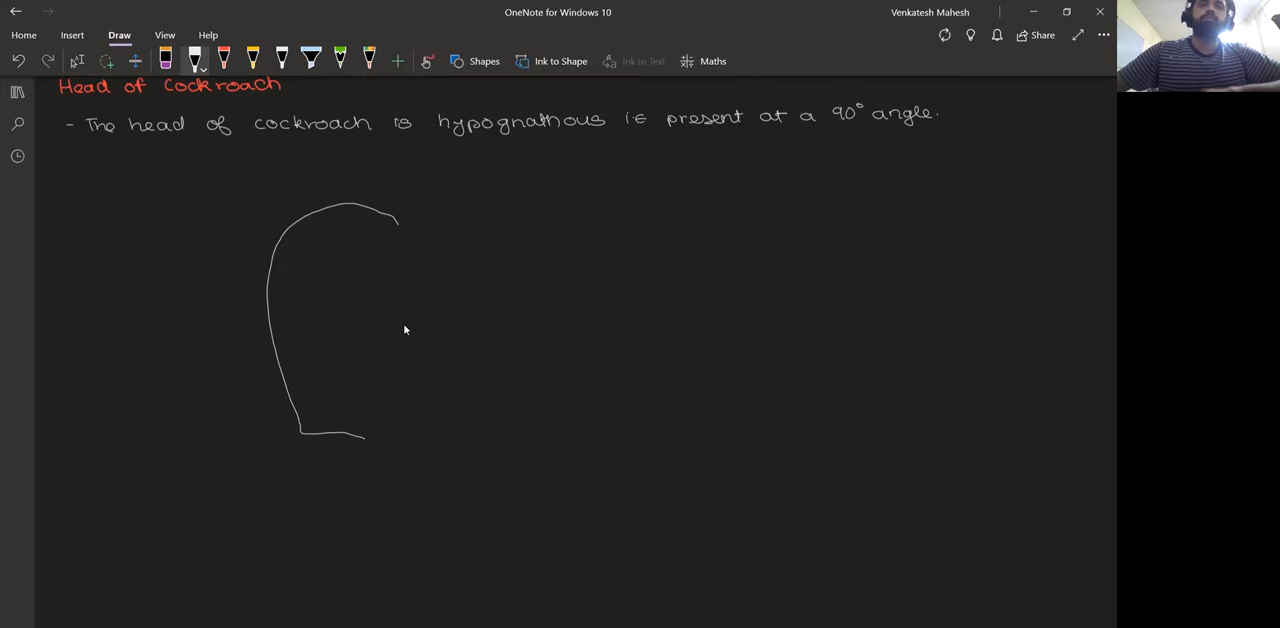 OneNote for Windows 10
Venkatesh Mahesh
Home Insert Draw View Help
Share
Shapes Ink to Shape Ink to Text Maths
Head of Cockroach
- The head of cockroach is hypognathous i.e present at a 90° angle.